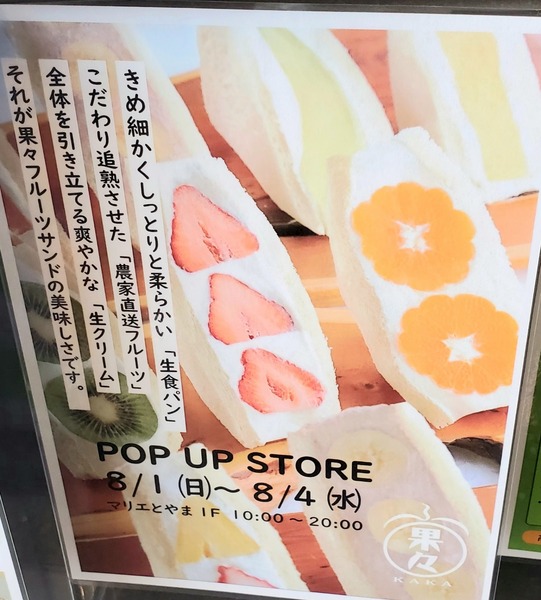 きめ細かくしっとりと柔らかい「生食パン」
こだわり追熟させた「農家直送フルーツ」
全体を引き立てる爽やかな「生クリーム」
それが果々フルーツサンドの美味しさです。
POP UP STORE
8/1(日)～8/4(水)
マリエとやま 1F 10:00～20:00
果々
KAKA